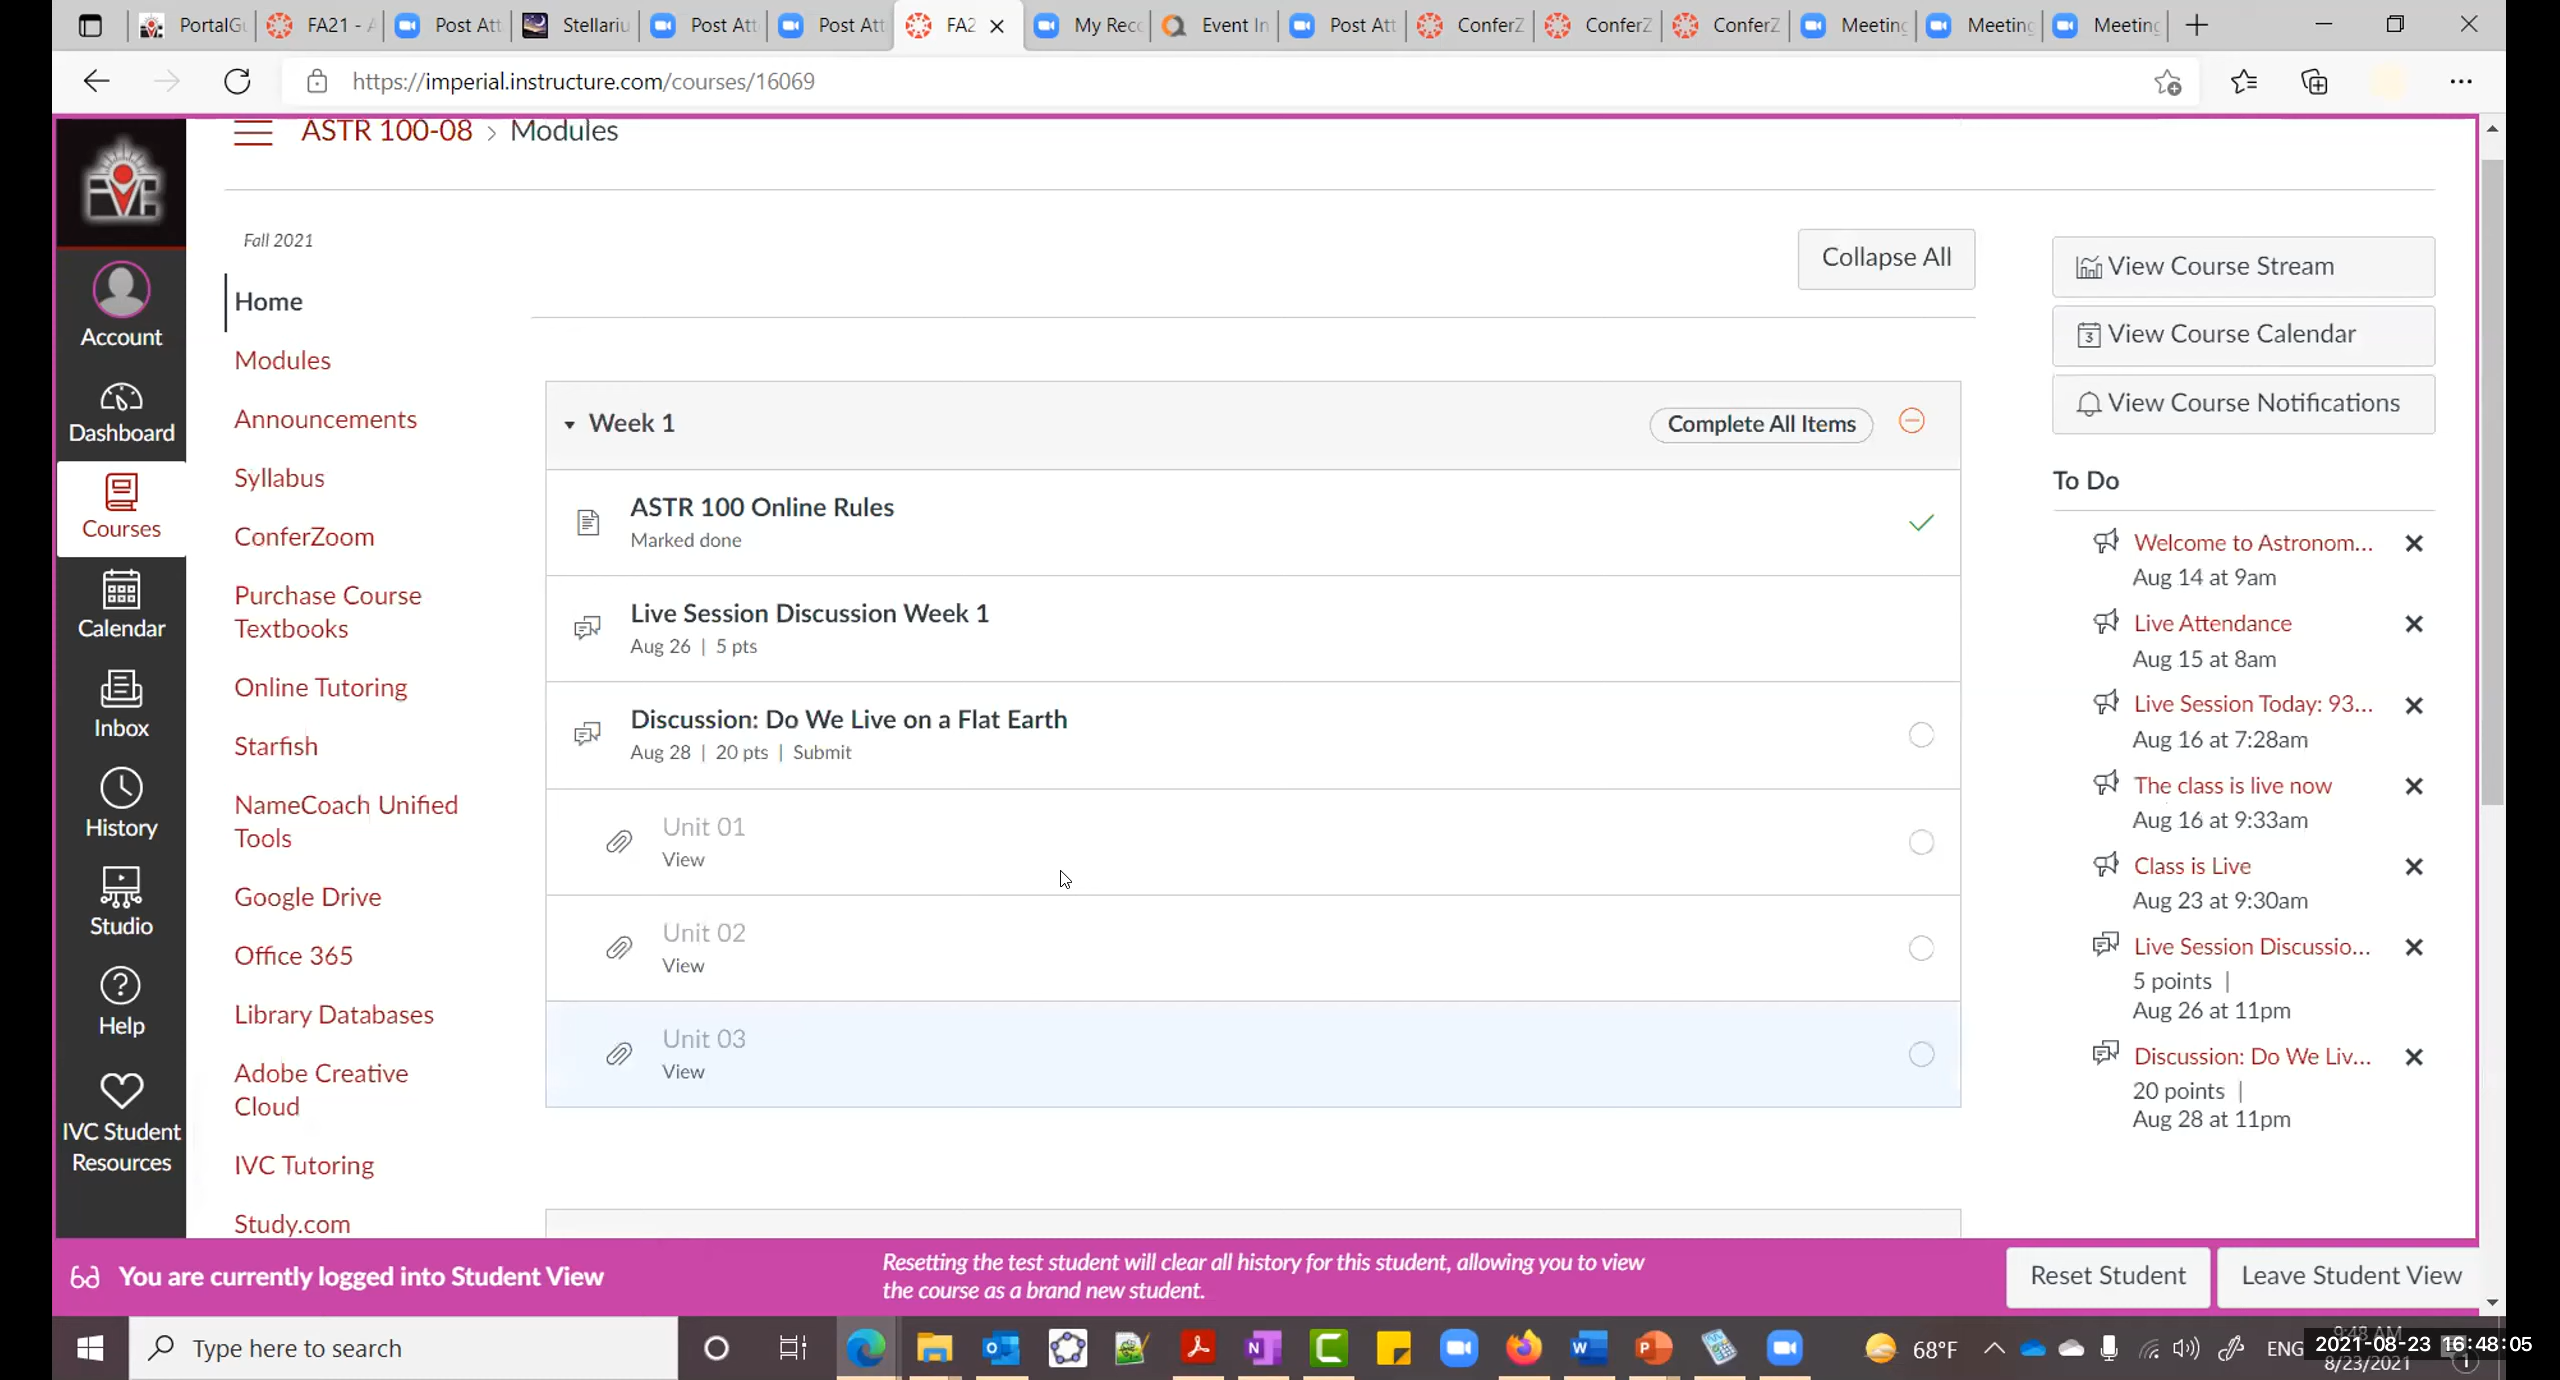 PortalGu
FA21 - A
Post Att
Stellariu
Post Att
Post Att
FA2
My Reco
Event In
Post Att
ConferZ
ConferZ
ConferZ
Meeting
Meeting
Meeting
https://imperial.instructure.com/courses/16069
ASTR 100-08 > Modules
Fall 2021
Account
Dashboard
Courses
Calendar
Inbox
History
Studio
Help
IVC Student
Resources
Home
Modules
Announcements
Syllabus
ConferZoom
Purchase Course
Textbooks
Online Tutoring
Starfish
NameCoach Unified
Tools
Google Drive
Office 365
Library Databases
Adobe Creative
Cloud
IVC Tutoring
Study.com
Collapse All
Week 1
Complete All Items
ASTR 100 Online Rules
Marked done
Live Session Discussion Week 1
Aug 26 | 5 pts
Discussion: Do We Live on a Flat Earth
Aug 28 | 20 pts | Submit
Unit 01
View
Unit 02
View
Unit 03
View
View Course Stream
3 View Course Calendar
View Course Notifications
To Do
Welcome to Astronom...
Aug 14 at 9am
Live Attendance
Aug 15 at 8am
Live Session Today: 93...
Aug 16 at 7:28am
The class is live now
Aug 16 at 9:33am
Class is Live
Aug 23 at 9:30am
Live Session Discussio...
5 points |
Aug 26 at 11pm
Discussion: Do We Liv...
20 points |
Aug 28 at 11pm
You are currently logged into Student View
Resetting the test student will clear all history for this student, allowing you to view
the course as a brand new student.
Reset Student
Leave Student View
Type here to search
68°F
ENG
9:48 AM
2021-08-23 16:48:05
8/23/2021
1